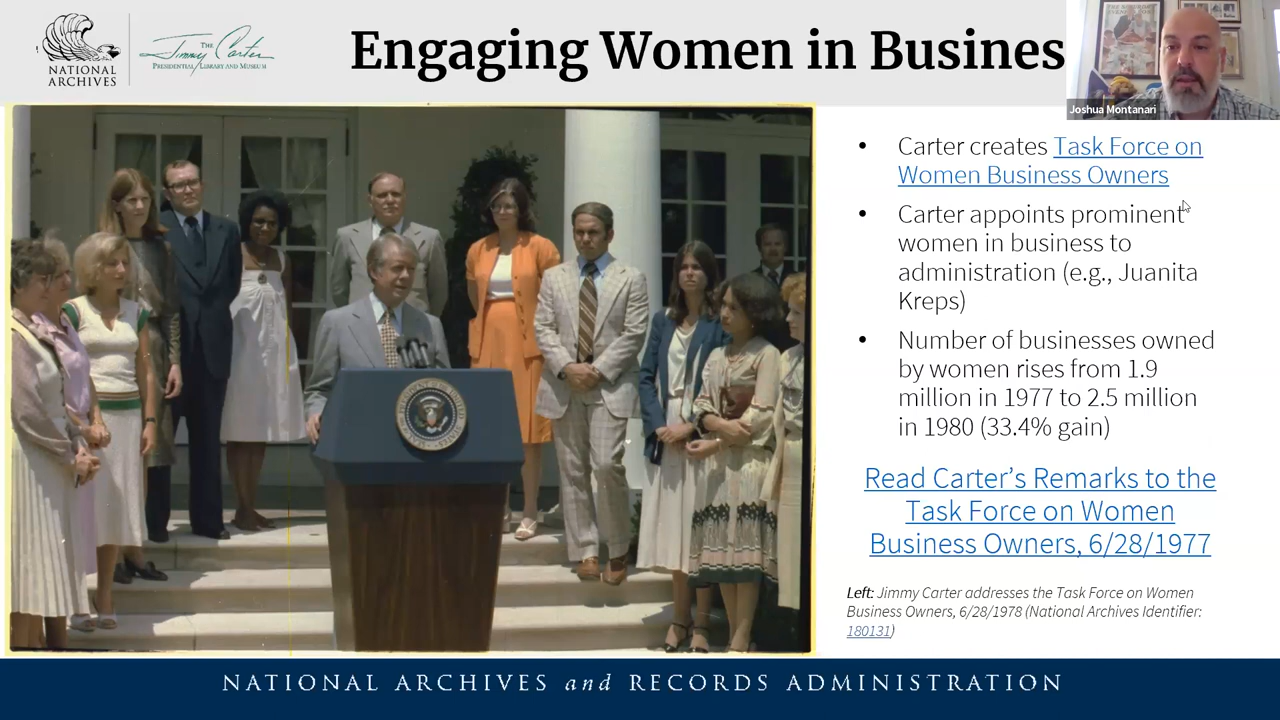 NATIONAL
ARCHIVES
THE
Jimmy Carter
PRESIDENTIAL LIBRARY AND MUSEUM
Engaging Women in Busines
Joshua Montanari
• Carter creates Task Force on
Women Business Owners
• Carter appoints prominent
women in business to
administration (e.g., Juanita
Kreps)
• Number of businesses owned
by women rises from 1.9
million in 1977 to 2.5 million
in 1980 (33.4% gain)
Read Carter’s Remarks to the
Task Force on Women
Business Owners, 6/28/1977
Left: Jimmy Carter addresses the Task Force on Women
Business Owners, 6/28/1978 (National Archives Identifier:
180131)
NATIONAL ARCHIVES and RECORDS ADMINISTRATION